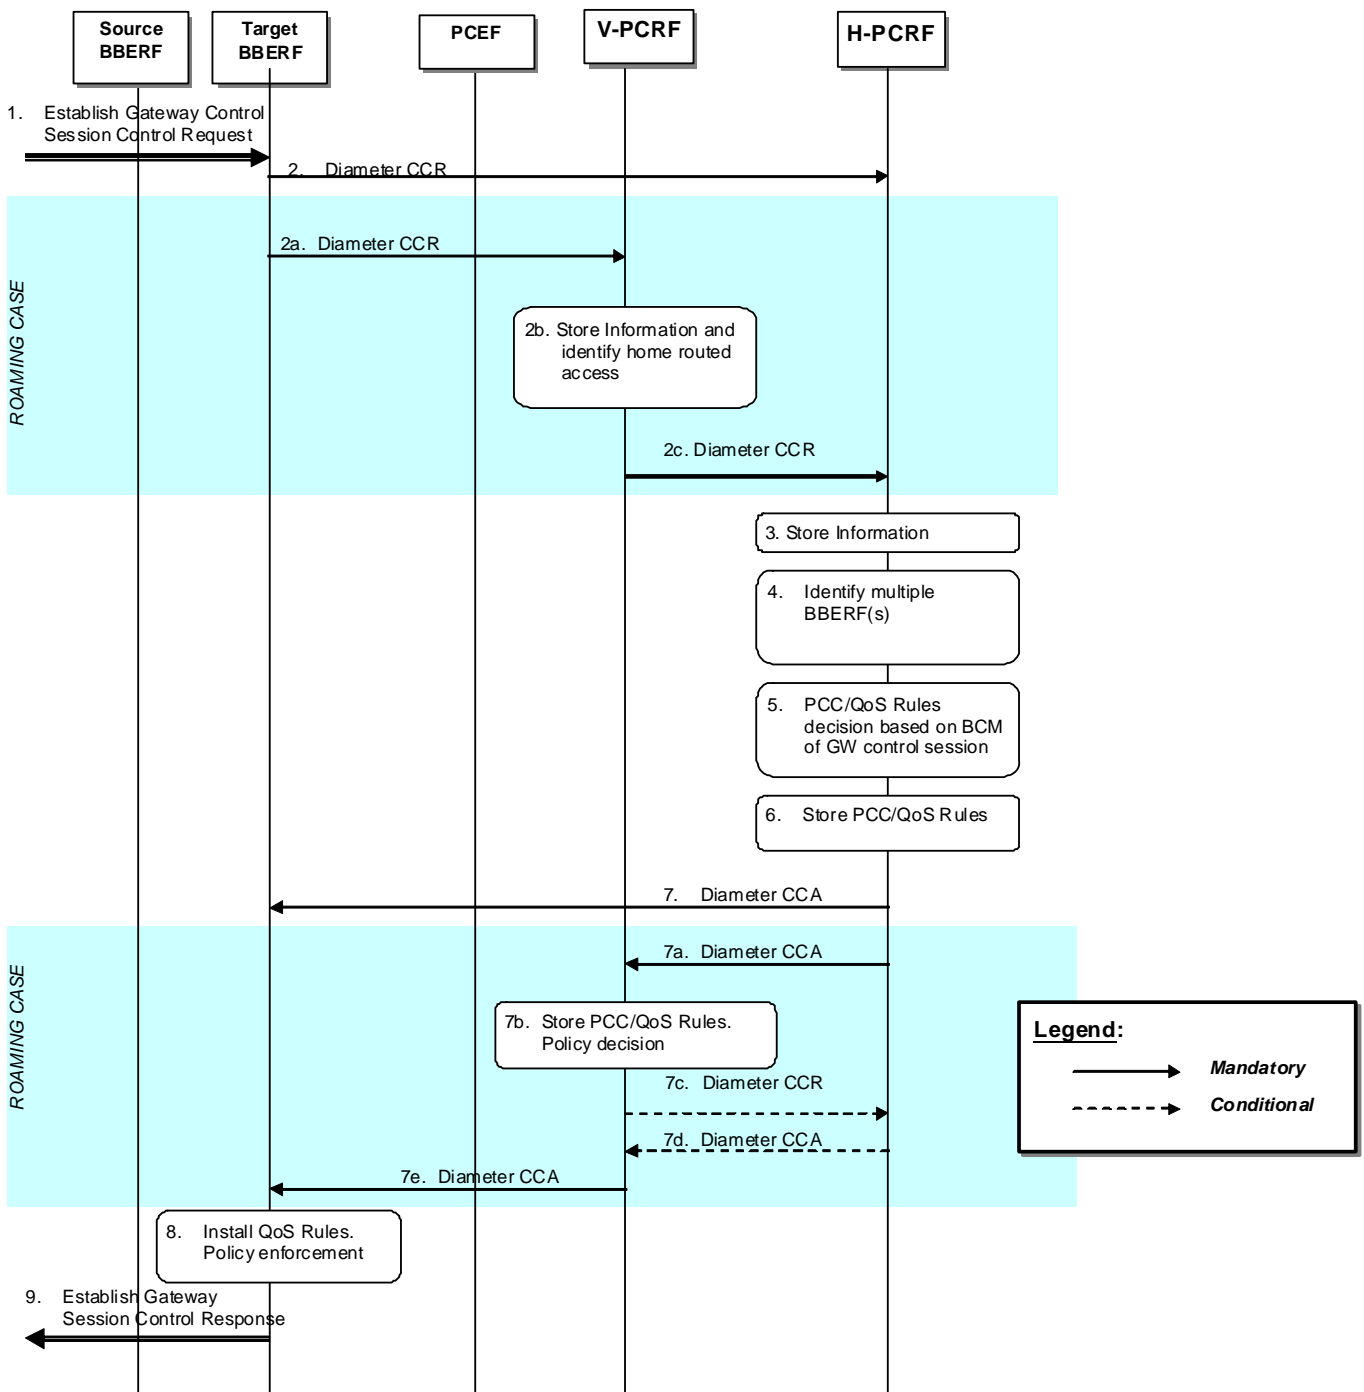 Source
BBERF
Target
BBERF
PCEF
V-PCRF
H-PCRF
1. Establish Gateway Control
Session Control Request
2. Diameter CCR
ROAMING CASE
2a. Diameter CCR
2b. Store Information and
identify home routed
access
2c. Diameter CCR
3. Store Information
4. Identify multiple
BBERF(s)
5. PCC/QoS Rules
decision based on BCM
of GW control session
6. Store PCC/QoS Rules
7. Diameter CCA
ROAMING CASE
7a. Diameter CCA
7b. Store PCC/QoS Rules.
Policy decision
7c. Diameter CCR
7d. Diameter CCA
7e. Diameter CCA
Legend:
Mandatory
Conditional
8. Install QoS Rules.
Policy enforcement
9. Establish Gateway
Session Control Response